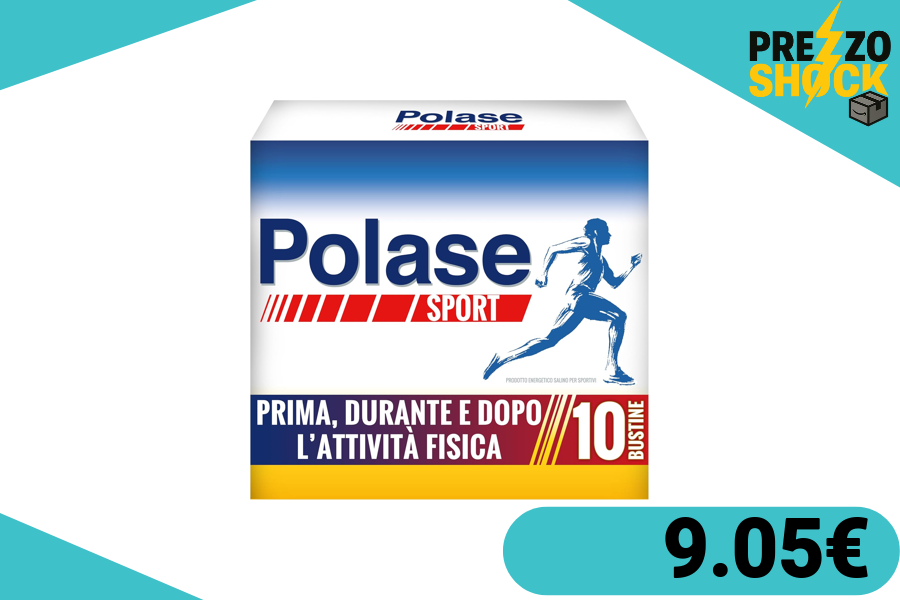 PREZZO
SHOCK
Polase
SPORT
Polase
SPORT
PRODOTTO ENERGETICO SALINO PER SPORTIVI
PRIMA, DURANTE E DOPO
L'ATTIVITÀ FISICA
10
BUSTINE
9.05€